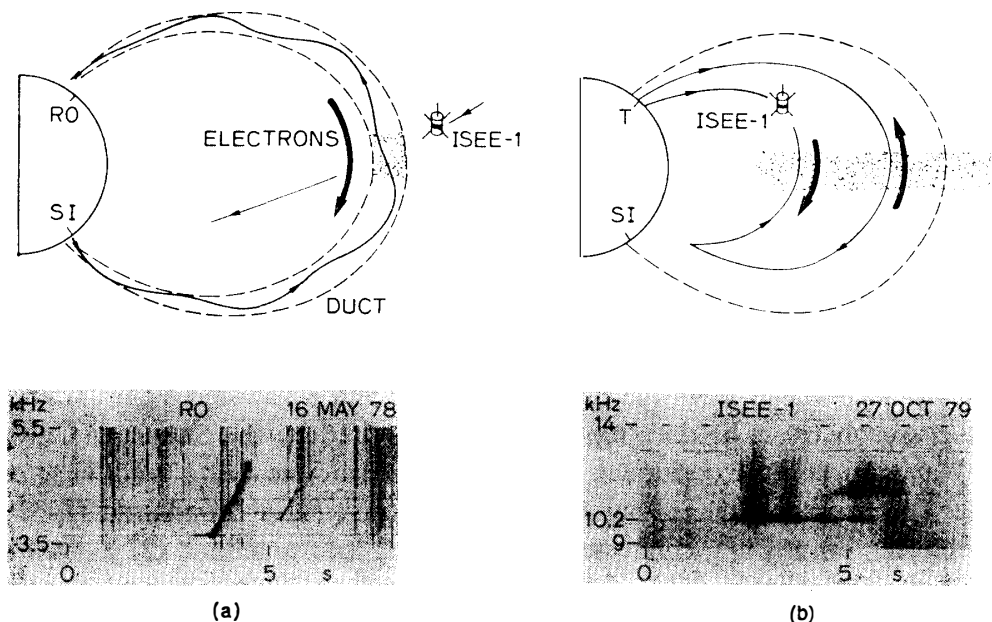 RO
ELECTRONS
ISEE-1
SI
DUCT
T
ISEE-1
SI
kHz
RO
16 MAY 78
5.5
3.5
0
5
s
(a)
kHz
ISEE-1
27 OCT 79
14
10.2
9
0
5
s
(b)